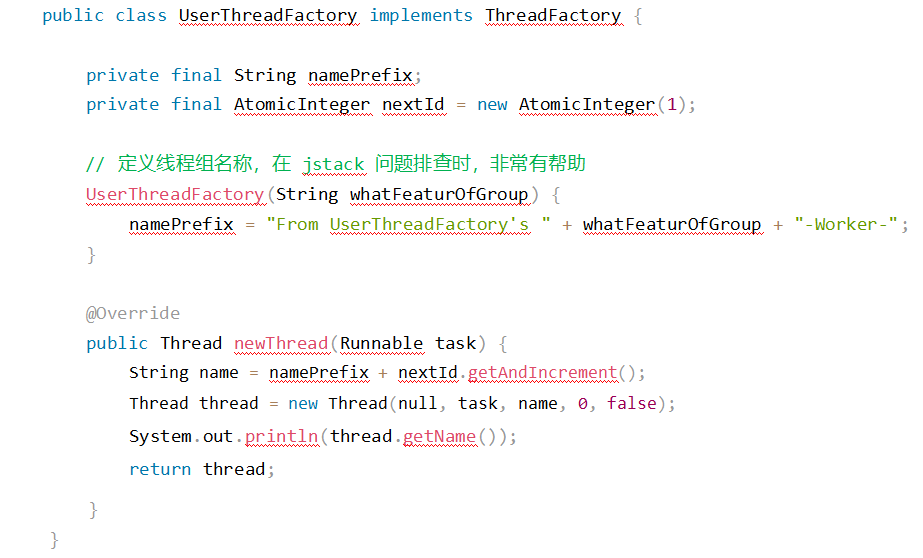 public class UserThreadFactory implements ThreadFactory {
private final String namePrefix;
private final AtomicInteger nextId = new AtomicInteger(1);
// 定义线程组名称，在 jstack 问题排查时，非常有帮助
UserThreadFactory(String whatFeaturOfGroup) {
namePrefix = "From UserThreadFactory's " + whatFeaturOfGroup + "-Worker-";
}
@Override
public Thread newThread(Runnable task) {
String name = namePrefix + nextId.getAndIncrement();
Thread thread = new Thread(null, task, name, 0, false);
System.out.println(thread.getName());
return thread;
}
}